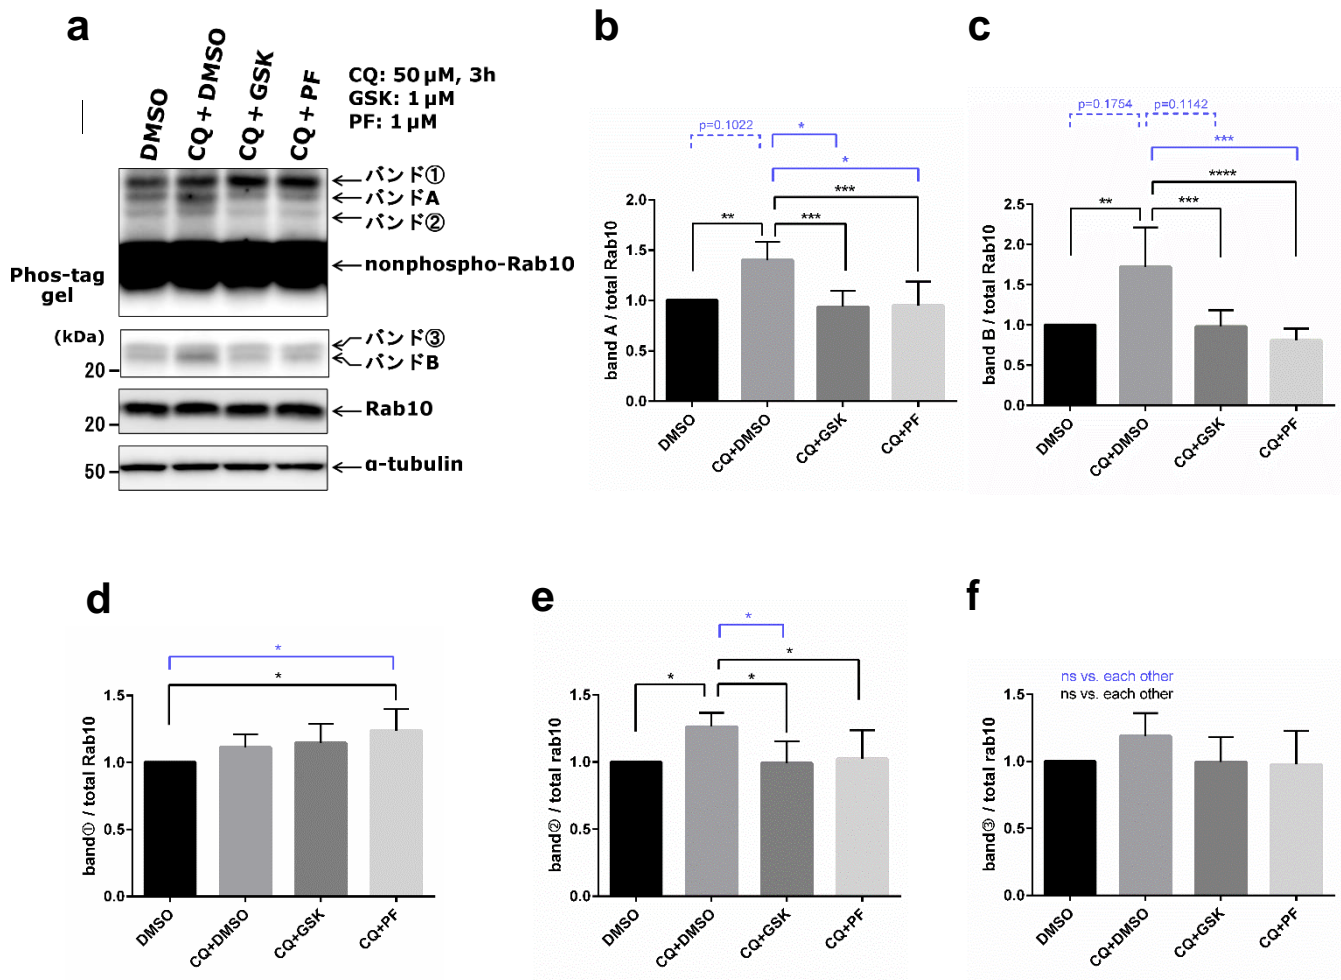 a
DMSO
CQ+DMSO
CQ+GSK
CQ+PF
CQ: 50 μM, 3h
GSK: 1 μM
PF: 1 μM
バンド①
バンドA
バンド②
nonphospho-Rab10
Phos-tag
gel
(kDa)
バンド③
バンドB
20
Rab10
20
α-tubulin
50
b
p=0.1022
*
*
***
**
***
2.0
1.5
1.0
0.5
0.0
band A / total Rab10
DMSO
CQ+DMSO
CQ+GSK
CQ+PF
c
p=0.1754
p=0.1142
***
****
**
***
2.5
2.0
1.5
1.0
0.5
0.0
band B / total Rab10
DMSO
CQ+DMSO
CQ+GSK
CQ+PF
d
*
*
1.5
1.0
0.5
0.0
band① / total Rab10
DMSO
CQ+DMSO
CQ+GSK
CQ+PF
e
*
*
*
*
1.5
1.0
0.5
0.0
band② / total Rab10
DMSO
CQ+DMSO
CQ+GSK
CQ+PF
f
ns vs. each other
ns vs. each other
1.5
1.0
0.5
0.0
band③ / total rab10
DMSO
CQ+DMSO
CQ+GSK
CQ+PF